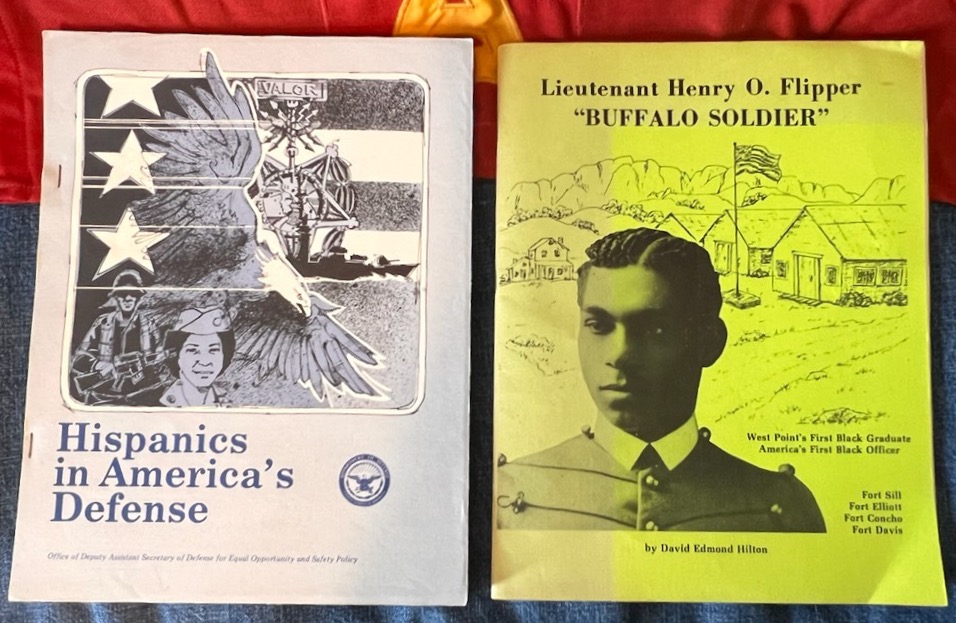 VALOR
Hispanics
in America's
Defense
Office of Deputy Assistant Secretary of Defense for Equal Opportunity and Safety Policy
Lieutenant Henry O. Flipper
“BUFFALO SOLDIER”
West Point's First Black Graduate
America's First Black Officer
Fort Sill
Fort Elliott
Fort Concho
Fort Davis
by David Edmond Hilton